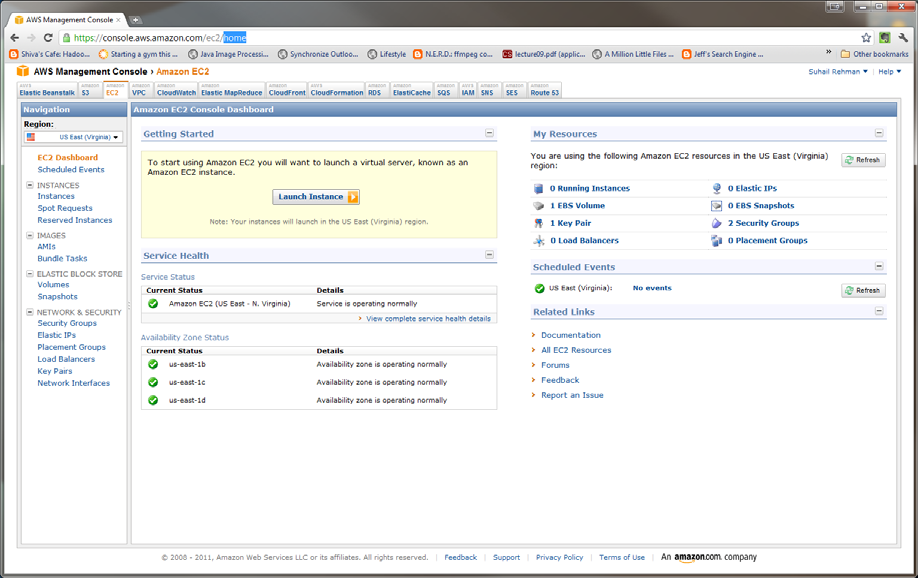 AWS Management Console
https://console.aws.amazon.com/ec2/home
Shiva's Cafe: Hadoo... Starting a gym this ... Java Image Processin... Synchronize Outloo... Lifestyle N.E.R.D.: ffmpeg co... lecture09.pdf (applic... A Million Little Files ... Jeff's Search Engine ... » Other bookmarks
AWS Management Console › Amazon EC2 Suhail Rehman Help
Elastic Beanstalk S3 EC2 VPC CloudWatch Elastic MapReduce CloudFront CloudFormation RDS ElastiCache SQS IAM SNS SES Route 53
Navigation
Region:
US East (Virginia)
EC2 Dashboard
Scheduled Events
INSTANCES
Instances
Spot Requests
Reserved Instances
IMAGES
AMIs
Bundle Tasks
ELASTIC BLOCK STORE
Volumes
Snapshots
NETWORK & SECURITY
Security Groups
Elastic IPs
Placement Groups
Load Balancers
Key Pairs
Network Interfaces
Amazon EC2 Console Dashboard
Getting Started
To start using Amazon EC2 you will want to launch a virtual server, known as an
Amazon EC2 instance.
Launch Instance
Note: Your instances will launch in the US East (Virginia) region.
Service Health
Service Status
Current Status Details
Amazon EC2 (US East - N. Virginia) Service is operating normally
View complete service health details
Availability Zone Status
Current Status Details
us-east-1b Availability zone is operating normally
us-east-1c Availability zone is operating normally
us-east-1d Availability zone is operating normally
My Resources
You are using the following Amazon EC2 resources in the US East (Virginia)
region:
Refresh
0 Running Instances 0 Elastic IPs
1 EBS Volume 0 EBS Snapshots
1 Key Pair 2 Security Groups
0 Load Balancers 0 Placement Groups
Scheduled Events
US East (Virginia): No events Refresh
Related Links
Documentation
All EC2 Resources
Forums
Feedback
Report an Issue
© 2008 - 2011, Amazon Web Services LLC or its affiliates. All rights reserved. Feedback Support Privacy Policy Terms of Use An amazon.com company